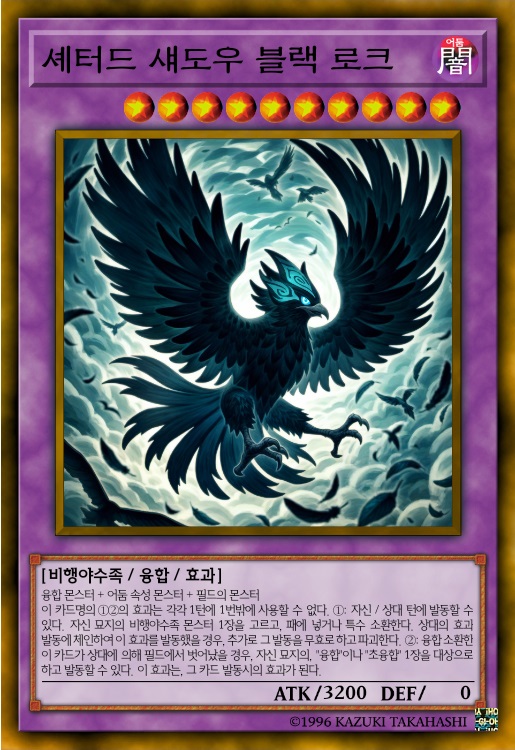 셰터드 섀도우 블랙 로크
어둠
闇
[비행야수족 / 융합 / 효과]
융합 몬스터 + 어둠 속성 몬스터 + 필드의 몬스터
이 카드명의 ①②의 효과는 각각 1턴에 1번밖에 사용할 수 없다. ①: 자신 / 상대 턴에 발동할 수
있다. 자신 묘지의 비행야수족 몬스터 1장을 고르고, 패에 넣거나 특수 소환한다. 상대의 효과
발동에 체인하여 이 효과를 발동했을 경우, 추가로 그 발동을 무효로 하고 파괴한다. ②: 융합 소환한
이 카드가 상대에 의해 필드에서 벗어났을 경우, 자신 묘지의, "융합"이나 "초융합" 1장을 대상으로
하고 발동할 수 있다. 이 효과는, 그 카드 발동시의 효과가 된다.
ATK/3200 DEF/ 0
©1996 KAZUKI TAKAHASHI